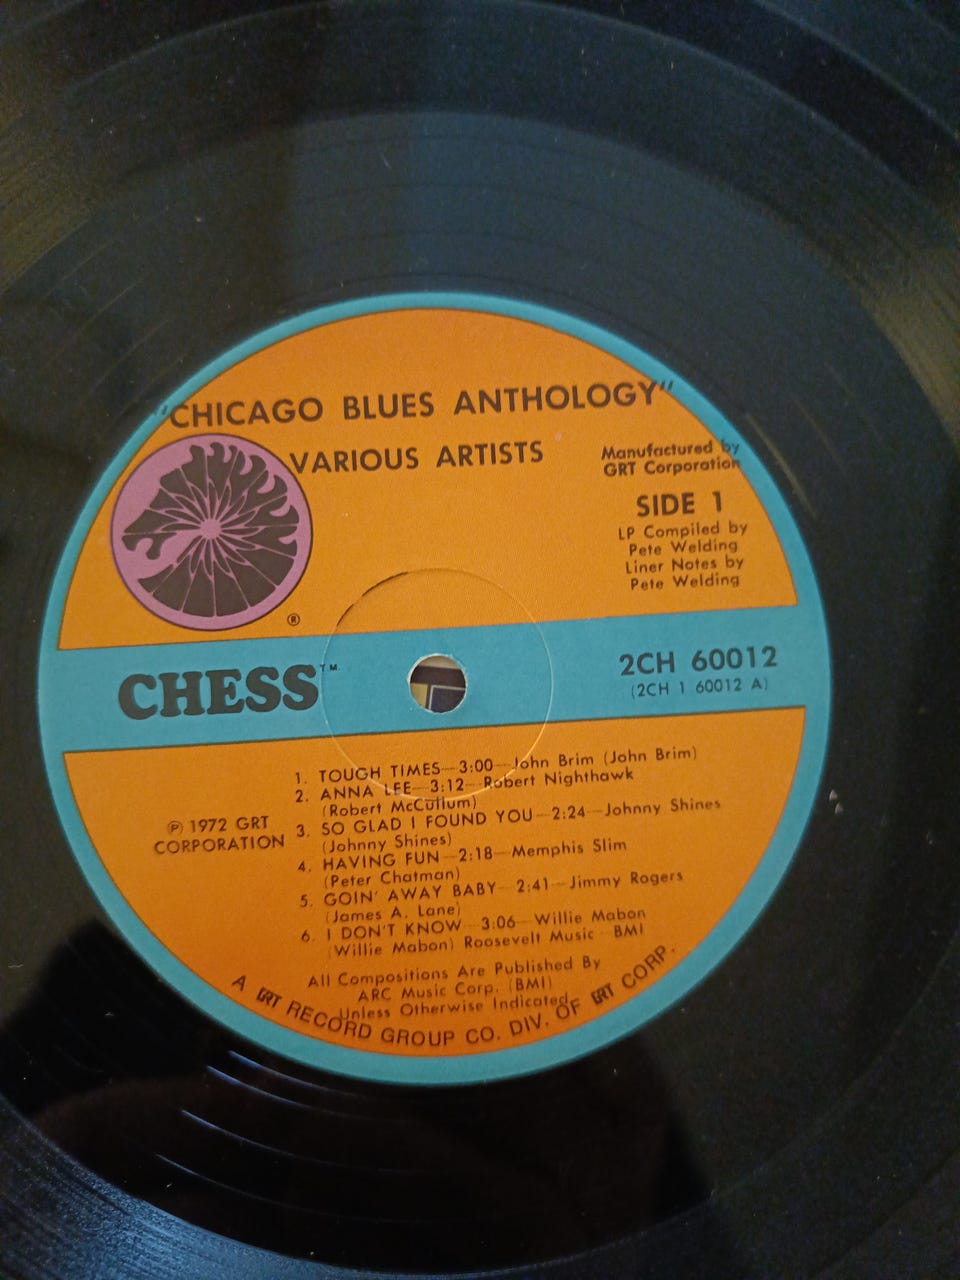 "CHICAGO BLUES ANTHOLOGY"
VARIOUS ARTISTS
Manufactured by
GRT Corporation
SIDE 1
LP Compiled by
Pete Welding
Liner Notes by
Pete Welding
®
CHESS T.M.
2CH 60012
(2CH 1 60012 A)
1. TOUGH TIMES—3:00—John Brim (John Brim)
2. ANNA LEE—3:12—Robert Nighthawk
(Robert McCullum)
3. SO GLAD I FOUND YOU—2:24—Johnny Shines
(Johnny Shines)
4. HAVING FUN—2:18—Memphis Slim
(Peter Chatman)
5. GOIN' AWAY BABY—2:41—Jimmy Rogers
(James A. Lane)
6. I DON'T KNOW—3:06—Willie Mabon
(Willie Mabon) Roosevelt Music—BMI
℗ 1972 GRT
CORPORATION
All Compositions Are Published By
ARC Music Corp. (BMI)
Unless Otherwise Indicated
A GRT RECORD GROUP CO. DIV. OF GRT CORP.